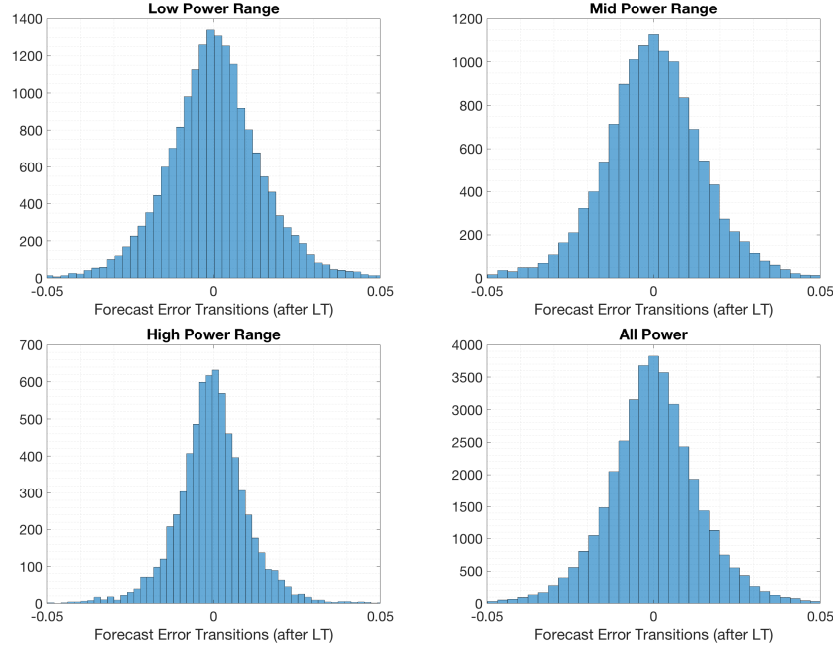 Low Power Range
1400
1200
1000
800
600
400
200
0
-0.05 0 0.05
Forecast Error Transitions (after LT)
Mid Power Range
1200
1000
800
600
400
200
0
-0.05 0 0.05
Forecast Error Transitions (after LT)
High Power Range
700
600
500
400
300
200
100
0
-0.05 0 0.05
Forecast Error Transitions (after LT)
All Power
4000
3500
3000
2500
2000
1500
1000
500
0
-0.05 0 0.05
Forecast Error Transitions (after LT)